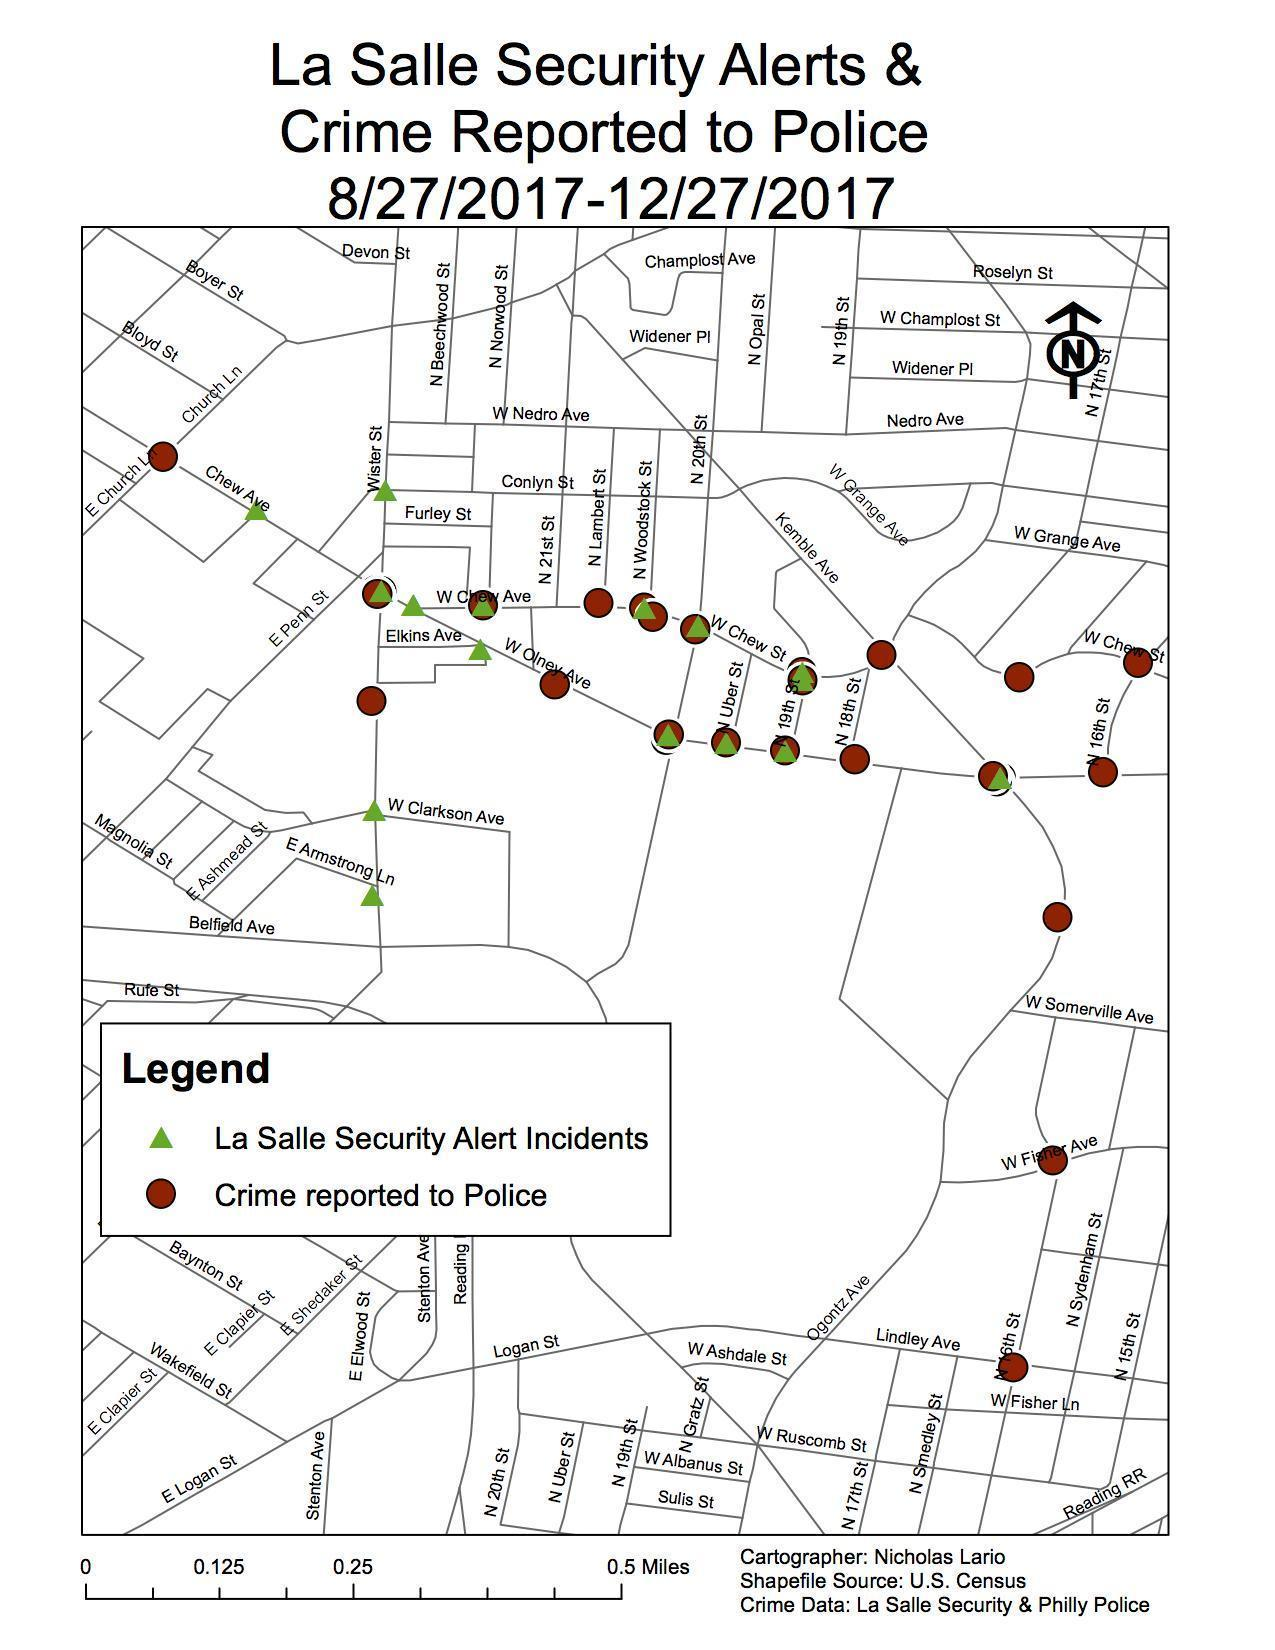 La Salle Security Alerts &
Crime Reported to Police
8/27/2017-12/27/2017
Devon St
Champlost Ave
Boyer St
Roselyn St
N Beechwood St
N Norwood St
N Opal St
N 19th St
W Champlost St
Bloyd St
Widener Pl
N
N 17th St
Widener Pl
Church Ln
W Nedro Ave
Nedro Ave
Wister St
N 20th St
E Church Ln
Chew Ave
Conlyn St
W Grange Ave
Furley St
N 21st St
N Lambert St
N Woodstock St
Kemble Ave
W Grange Ave
W Chew Ave
E Penn St
Elkins Ave
W Olney Ave
W Chew St
W Chew St
N Uber St
N 19th St
N 18th St
N 16th St
W Clarkson Ave
Magnolia St
E Ashmead St
E Armstrong Ln
Belfield Ave
Rufe St
W Somerville Ave
Legend
La Salle Security Alert Incidents
Crime reported to Police
W Fisher Ave
Baynton St
E Clapier St
E Shedaker St
Stenton Ave
Reading
E Elwood St
N Sydenham St
Ogontz Ave
Lindley Ave
N 16th St
N 15th St
Logan St
W Ashdale St
Wakefield St
E Clapier St
N Gratz St
N Smedley St
W Fisher Ln
W Ruscomb St
E Logan St
Stenton Ave
N 20th St
N Uber St
N 19th St
W Albanus St
Sulis St
N 17th St
Reading RR
0 0.125 0.25 0.5 Miles
Cartographer: Nicholas Lario
Shapefile Source: U.S. Census
Crime Data: La Salle Security & Philly Police